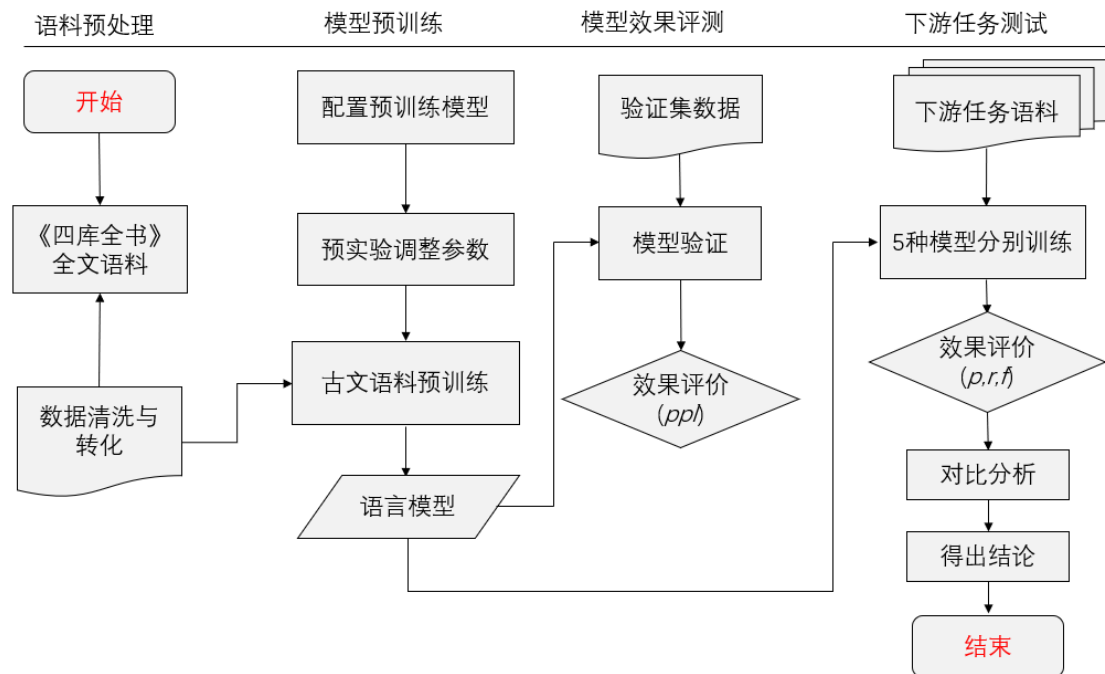 语料预处理
模型预训练
模型效果评测
下游任务测试
开始
《四库全书》
全文语料
数据清洗与
转化
配置预训练模型
预实验调整参数
古文语料预训练
语言模型
验证集数据
模型验证
效果评价
(ppl)
下游任务语料
5种模型分别训练
效果评价
(p,r,f)
对比分析
得出结论
结束